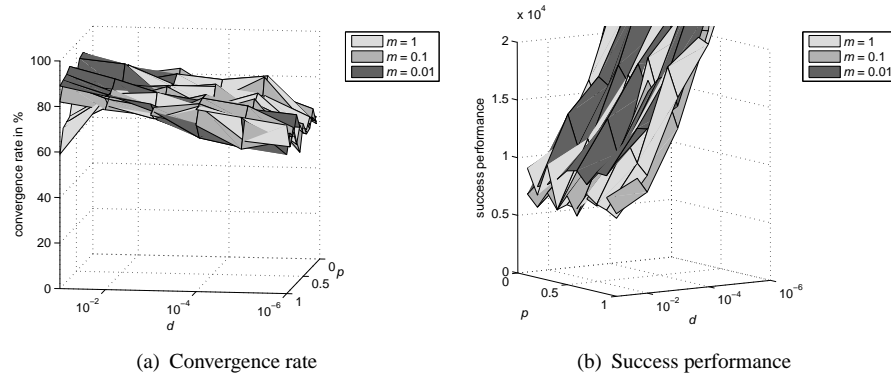 x 10⁴
m = 1
m = 0.1
m = 0.01
m = 1
m = 0.1
m = 0.01
convergence rate in %
100
80
60
40
20
0
10⁻²
10⁻⁴
10⁻⁶
d
0
0.5
1
p
success performance
2
1.5
1
0.5
0
0
0.5
1
p
10⁻²
10⁻⁴
10⁻⁶
d
(a) Convergence rate
(b) Success performance